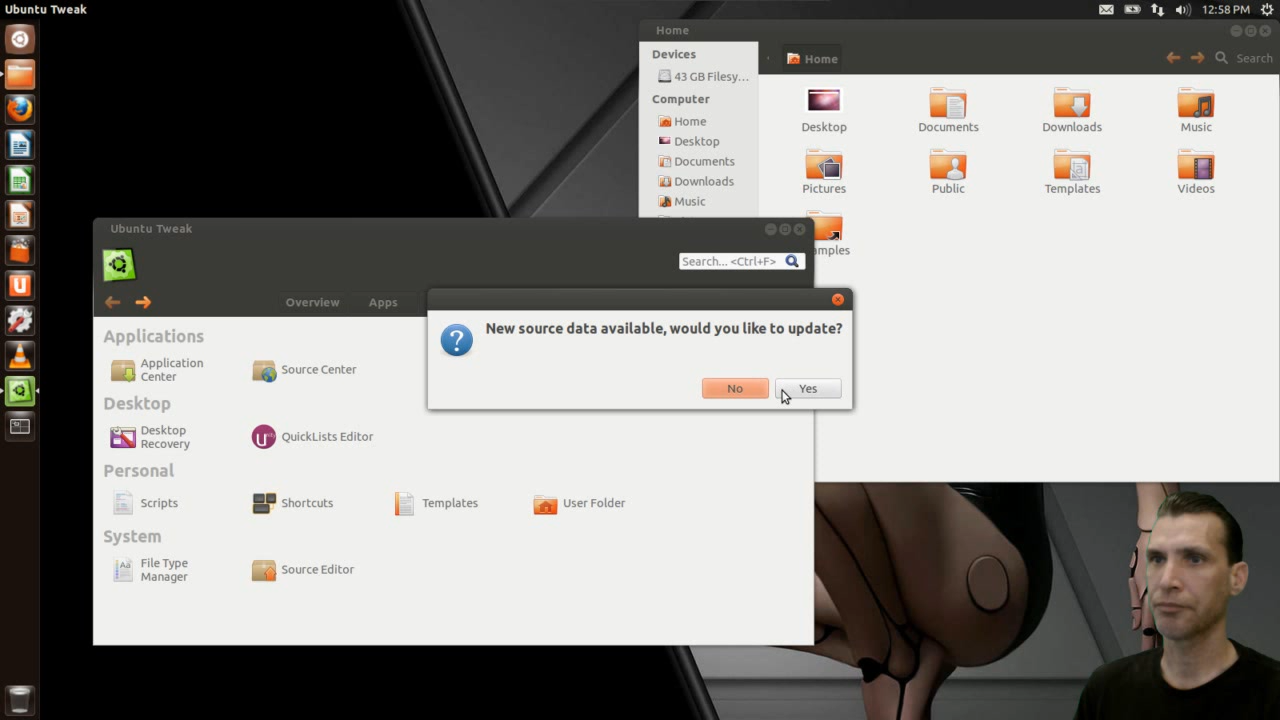 Ubuntu Tweak
12:58 PM
Home
Devices
43 GB Filesy...
Computer
Home
Desktop
Documents
Downloads
Music
Home
Search
Desktop
Documents
Downloads
Music
Pictures
Public
Templates
Videos
amples
Ubuntu Tweak
Search... <Ctrl+F>
Overview
Apps
Applications
Application
Center
Source Center
Desktop
Desktop
Recovery
QuickLists Editor
Personal
Scripts
Shortcuts
Templates
User Folder
System
File Type
Manager
Source Editor
New source data available, would you like to update?
No
Yes